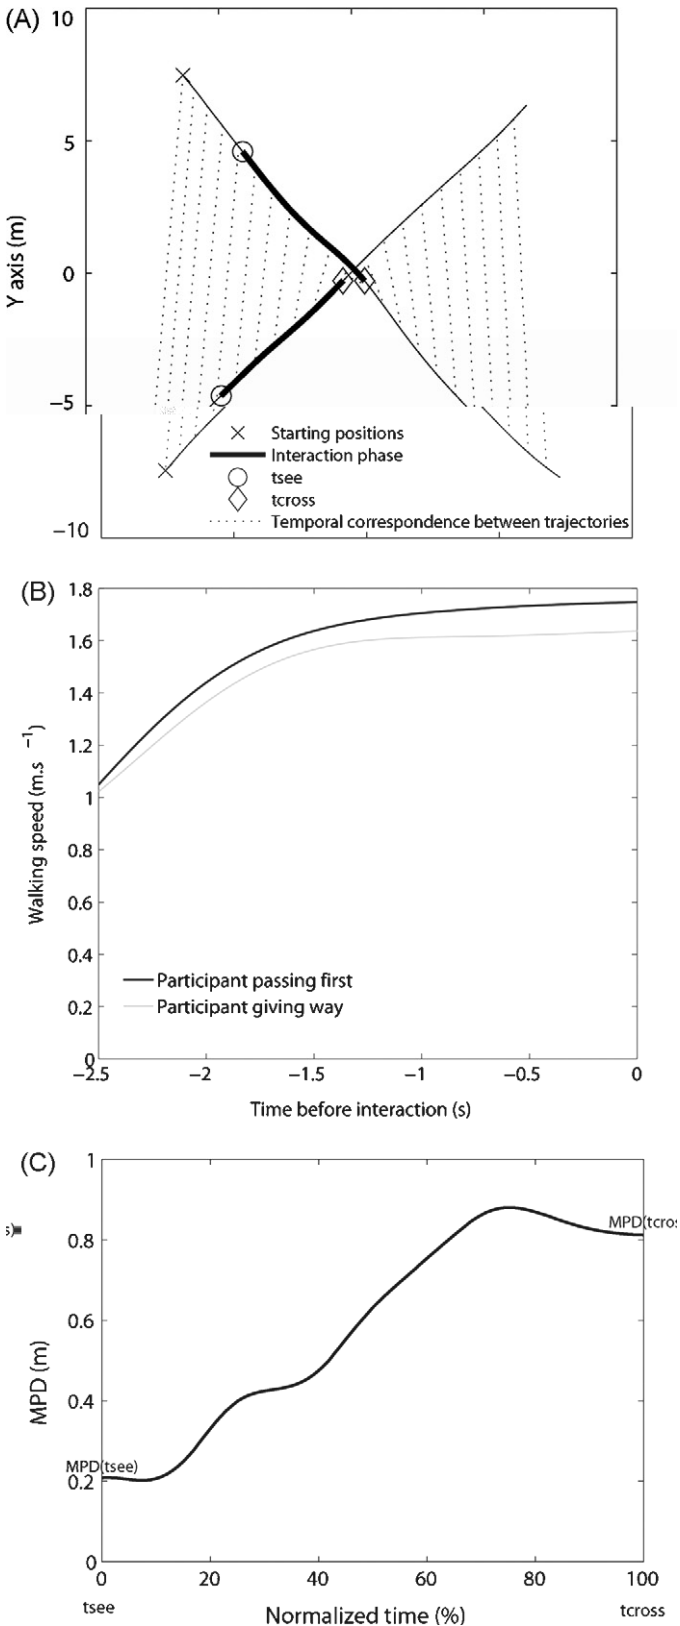 (A)
10
5
0
−5
−10
Y axis (m)
Starting positions
Interaction phase
tsee
tcross
Temporal correspondence between trajectories
(B)
1.8
1.6
1.4
1.2
1
0.8
0.6
0.4
0.2
0
Walking speed (m.s −1)
Participant passing first
Participant giving way
−2.5 −2 −1.5 −1 −0.5 0
Time before interaction (s)
(C)
1
0.8
0.6
0.4
0.2
0
MPD (m)
MPD(tsee)
MPD(tcros
0 20 40 60 80 100
tsee tcross
Normalized time (%)